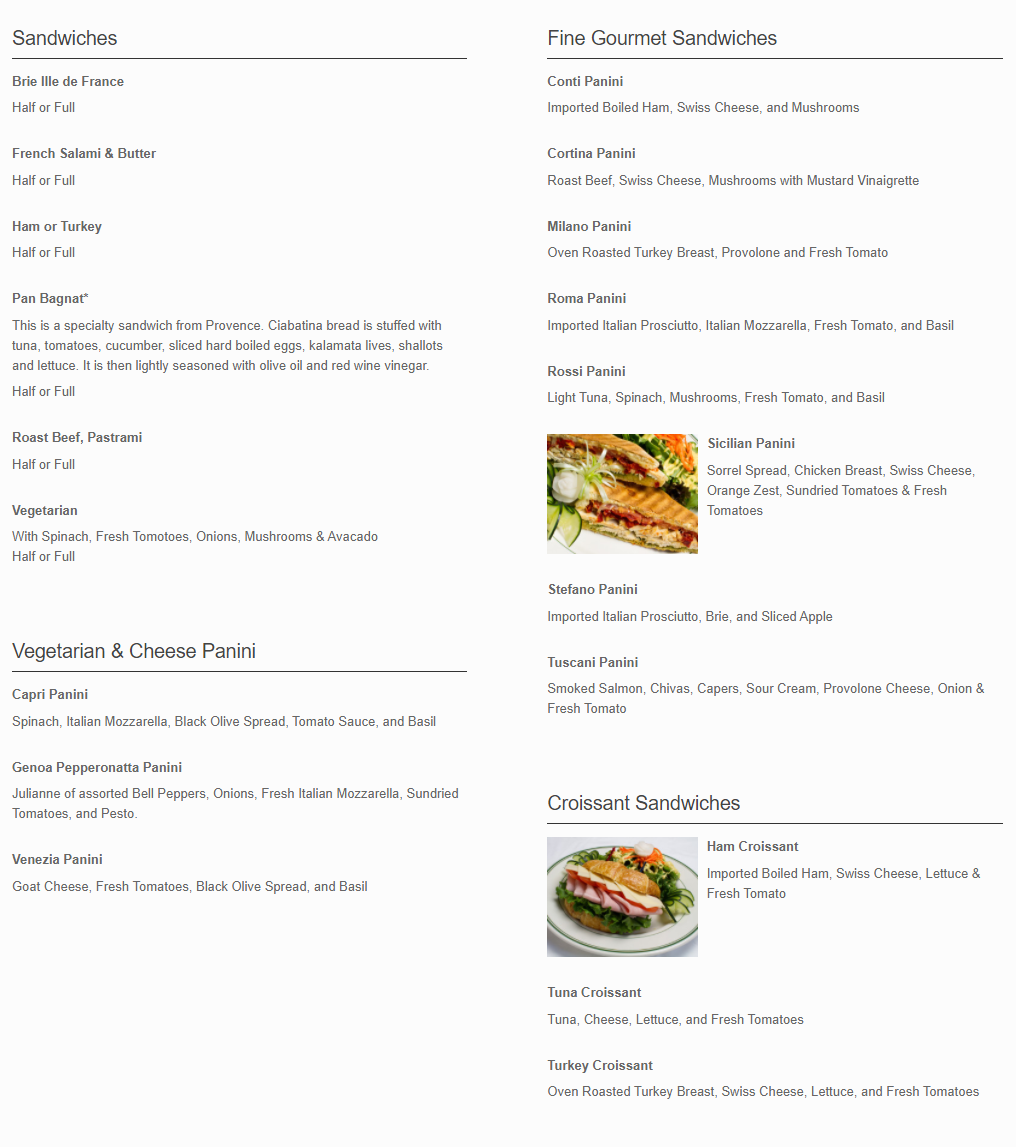 Sandwiches
Brie Ille de France
Half or Full
French Salami & Butter
Half or Full
Ham or Turkey
Half or Full
Pan Bagnat*
This is a specialty sandwich from Provence. Ciabatina bread is stuffed with
tuna, tomatoes, cucumber, sliced hard boiled eggs, kalamata lives, shallots
and lettuce. It is then lightly seasoned with olive oil and red wine vinegar.
Half or Full
Roast Beef, Pastrami
Half or Full
Vegetarian
With Spinach, Fresh Tomotoes, Onions, Mushrooms & Avacado
Half or Full
Vegetarian & Cheese Panini
Capri Panini
Spinach, Italian Mozzarella, Black Olive Spread, Tomato Sauce, and Basil
Genoa Pepperonatta Panini
Julianne of assorted Bell Peppers, Onions, Fresh Italian Mozzarella, Sundried
Tomatoes, and Pesto.
Venezia Panini
Goat Cheese, Fresh Tomatoes, Black Olive Spread, and Basil
Fine Gourmet Sandwiches
Conti Panini
Imported Boiled Ham, Swiss Cheese, and Mushrooms
Cortina Panini
Roast Beef, Swiss Cheese, Mushrooms with Mustard Vinaigrette
Milano Panini
Oven Roasted Turkey Breast, Provolone and Fresh Tomato
Roma Panini
Imported Italian Prosciutto, Italian Mozzarella, Fresh Tomato, and Basil
Rossi Panini
Light Tuna, Spinach, Mushrooms, Fresh Tomato, and Basil
Sicilian Panini
Sorrel Spread, Chicken Breast, Swiss Cheese,
Orange Zest, Sundried Tomatoes & Fresh
Tomatoes
Stefano Panini
Imported Italian Prosciutto, Brie, and Sliced Apple
Tuscani Panini
Smoked Salmon, Chivas, Capers, Sour Cream, Provolone Cheese, Onion &
Fresh Tomato
Croissant Sandwiches
Ham Croissant
Imported Boiled Ham, Swiss Cheese, Lettuce &
Fresh Tomato
Tuna Croissant
Tuna, Cheese, Lettuce, and Fresh Tomatoes
Turkey Croissant
Oven Roasted Turkey Breast, Swiss Cheese, Lettuce, and Fresh Tomatoes